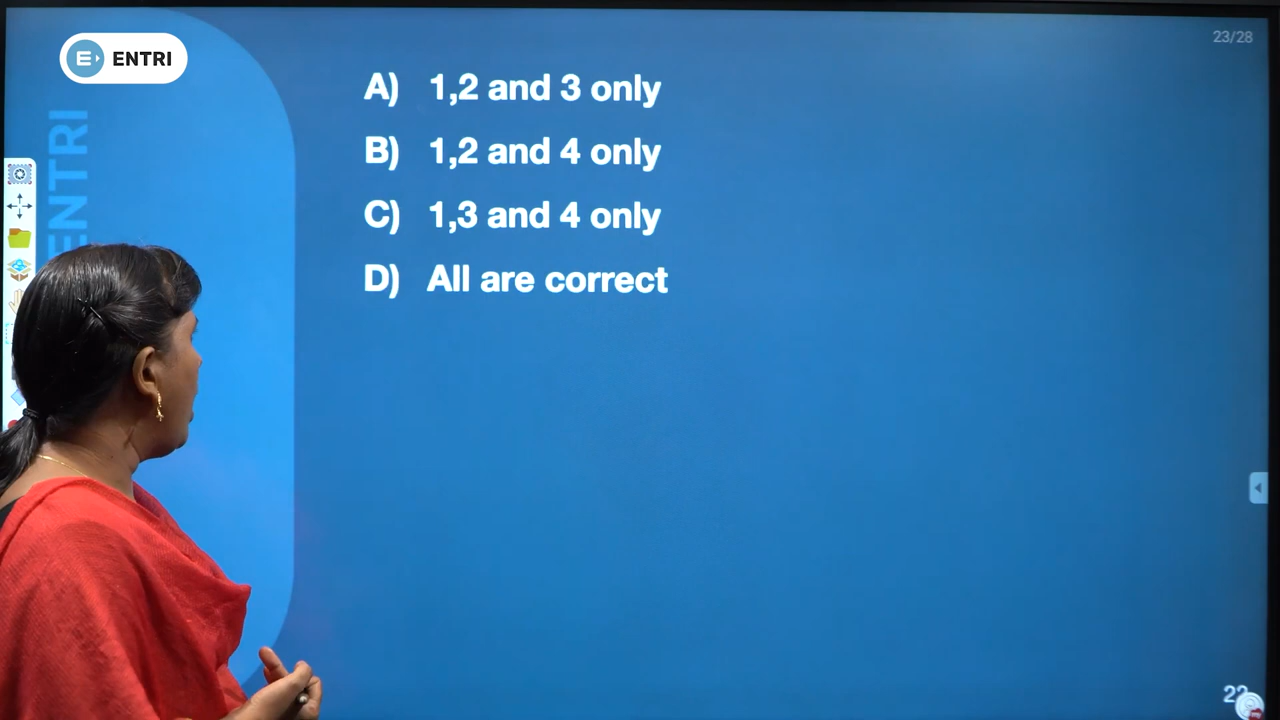 ENTRI
23/28
ENTRI
A) 1,2 and 3 only
B) 1,2 and 4 only
C) 1,3 and 4 only
D) All are correct